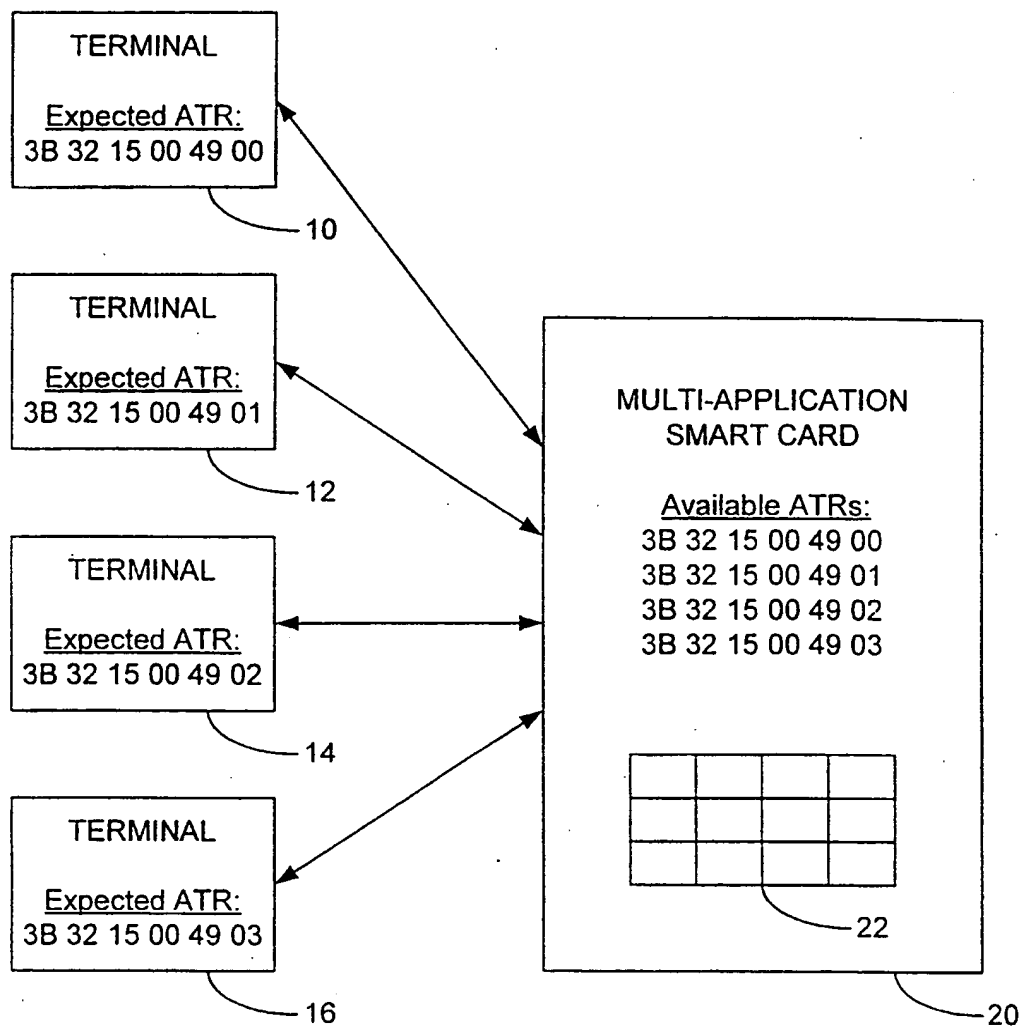 TERMINAL
Expected ATR:
3B 32 15 00 49 00
10
TERMINAL
Expected ATR:
3B 32 15 00 49 01
12
TERMINAL
Expected ATR:
3B 32 15 00 49 02
14
TERMINAL
Expected ATR:
3B 32 15 00 49 03
16
MULTI-APPLICATION
SMART CARD
Available ATRs:
3B 32 15 00 49 00
3B 32 15 00 49 01
3B 32 15 00 49 02
3B 32 15 00 49 03
22
20